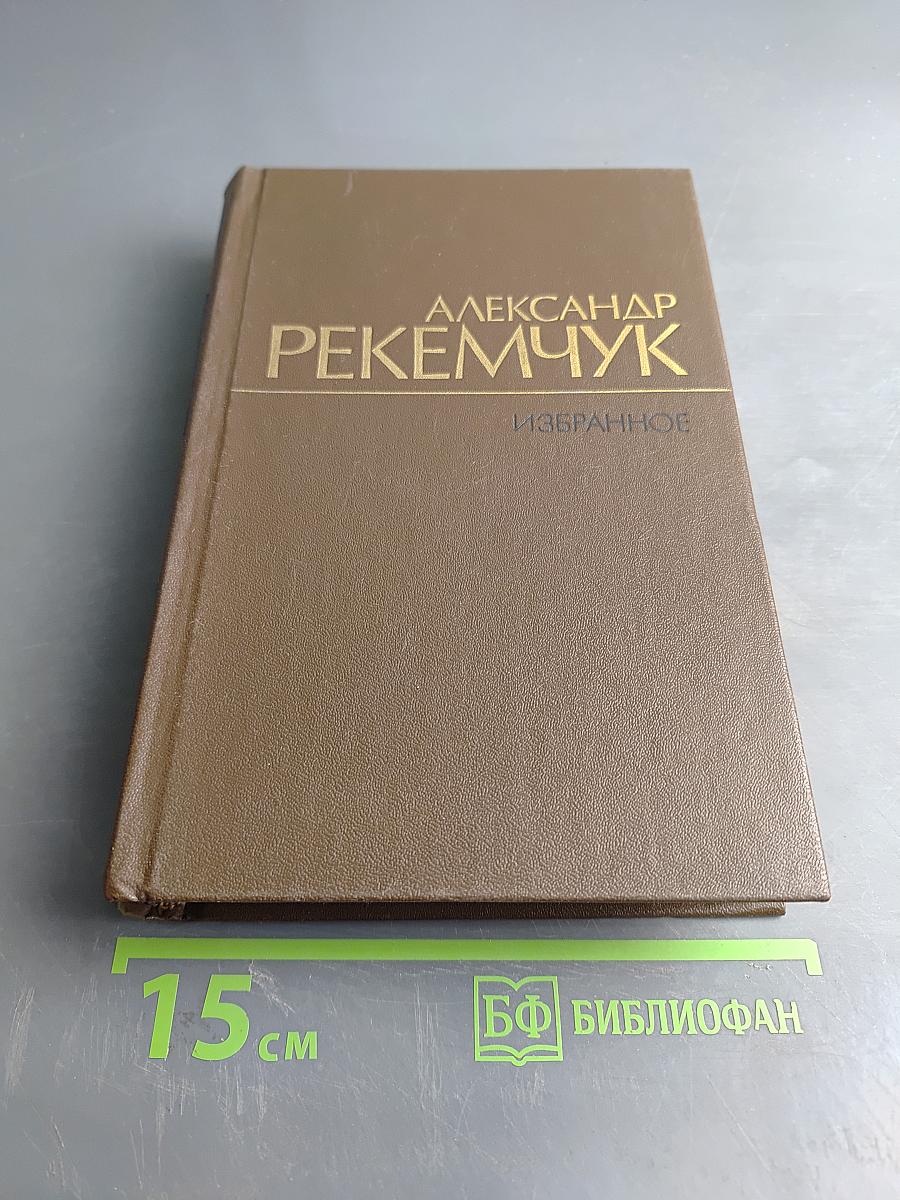 АЛЕКСАНДР
РЕКЕМЧУК
ИЗБРАННОЕ
15 см
БФ БИБЛИОФАН